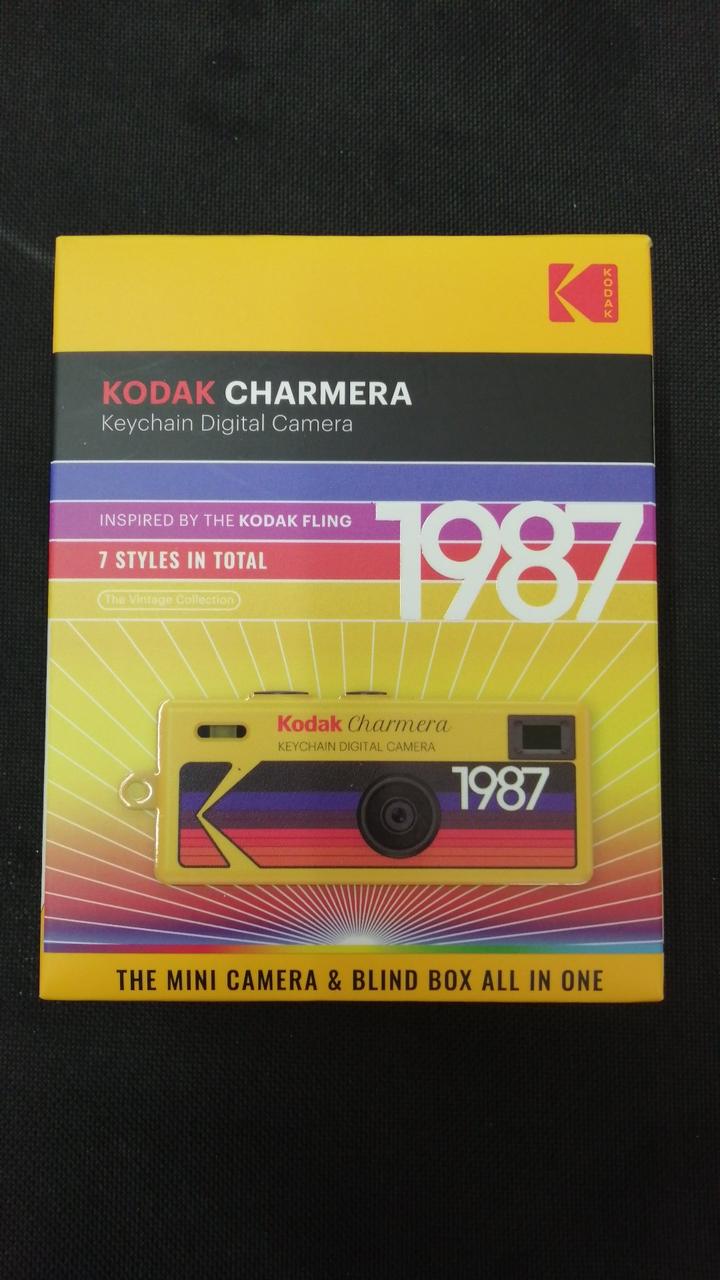 KODAK
KODAK CHARMERA
Keychain Digital Camera
INSPIRED BY THE KODAK FLING
1987
7 STYLES IN TOTAL
The Vintage Collection
Kodak Charmera
KEYCHAIN DIGITAL CAMERA
1987
THE MINI CAMERA & BLIND BOX ALL IN ONE